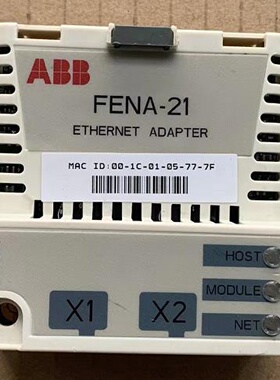 ABB
FENA-21
ETHERNET ADAPTER
MAC ID:00-1C-01-05-77-7F
HOST
MODULE
X1 X2
NET